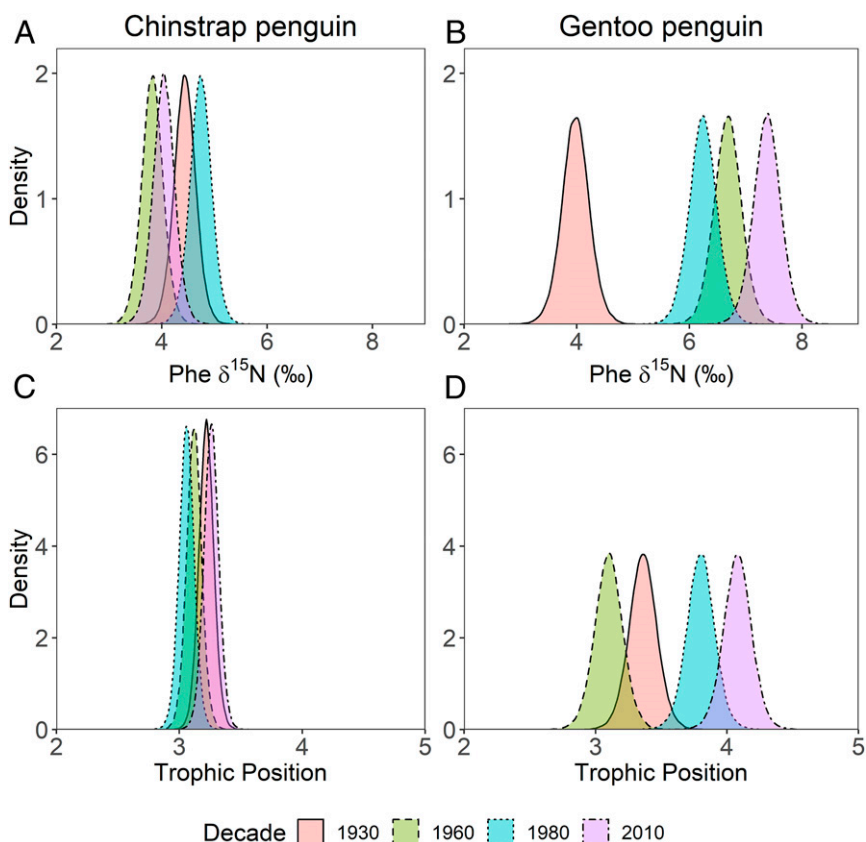 A Chinstrap penguin B Gentoo penguin
Density
2
1
0
2 4 6 8
Phe δ¹⁵N (‰)
2
1
0
2 4 6 8
Phe δ¹⁵N (‰)
C
Density
6
4
2
0
2 3 4 5
Trophic Position
D
6
4
2
0
2 3 4 5
Trophic Position
Decade 1930 1960 1980 2010